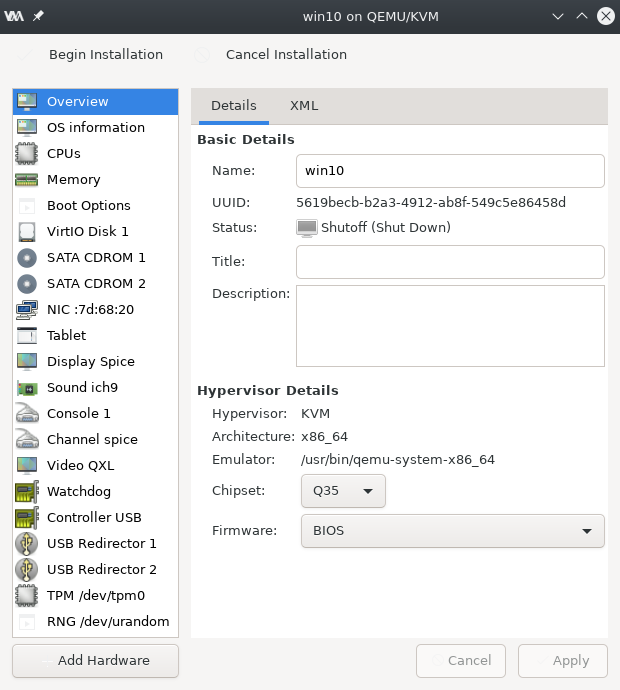 win10 on QEMU/KVM
Begin Installation
Cancel Installation
Overview
OS information
CPUs
Memory
Boot Options
VirtIO Disk 1
SATA CDROM 1
SATA CDROM 2
NIC :7d:68:20
Tablet
Display Spice
Sound ich9
Console 1
Channel spice
Video QXL
Watchdog
Controller USB
USB Redirector 1
USB Redirector 2
TPM /dev/tpm0
RNG /dev/urandom
Add Hardware
Details
XML
Basic Details
Name: win10
UUID: 5619becb-b2a3-4912-ab8f-549c5e86458d
Status: Shutoff (Shut Down)
Title:
Description:
Hypervisor Details
Hypervisor: KVM
Architecture: x86_64
Emulator: /usr/bin/qemu-system-x86_64
Chipset: Q35
Firmware: BIOS
Cancel
Apply